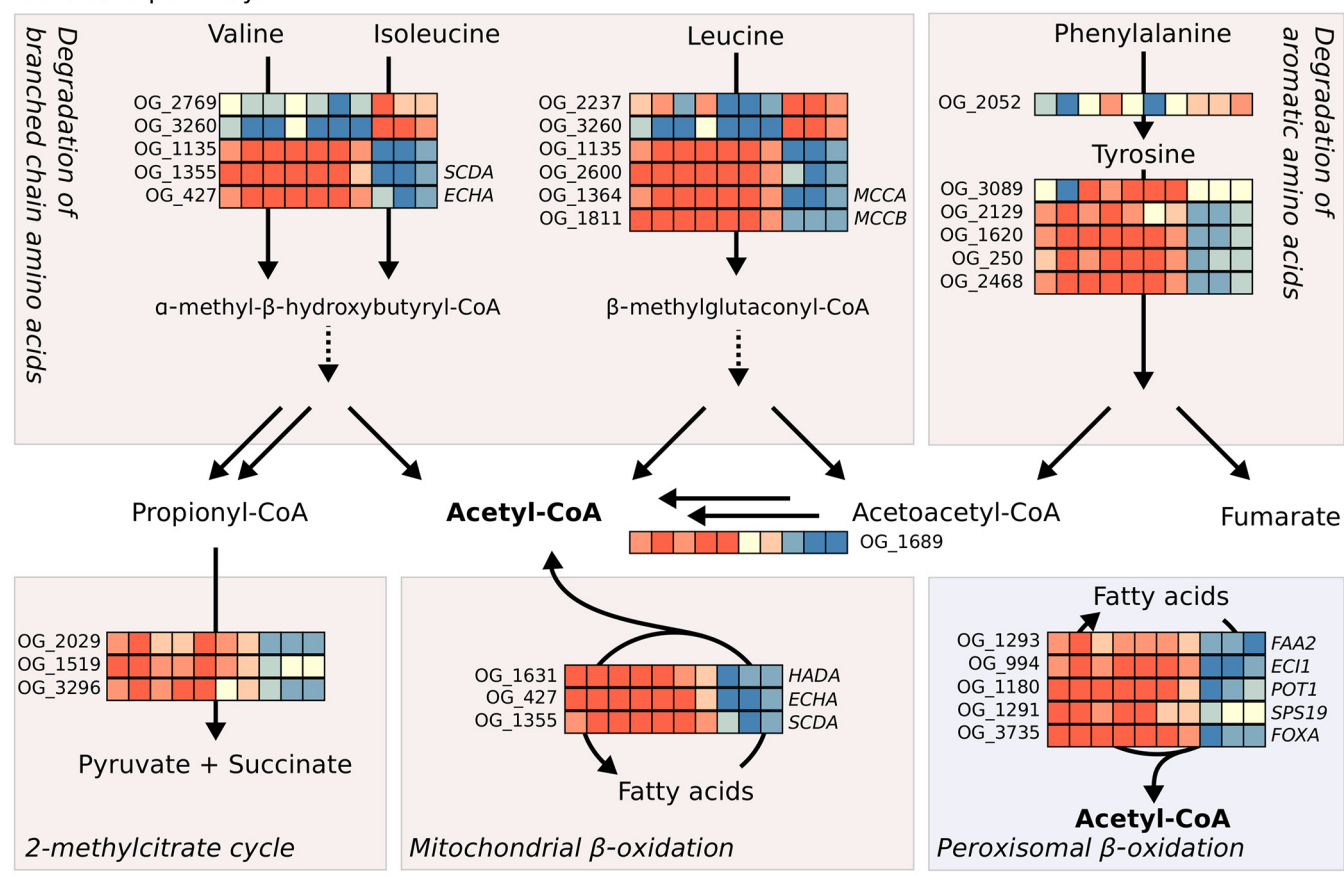 Degradation of
branched chain amino acids
Valine
Isoleucine
OG_2769
OG_3260
OG_1135
OG_1355
SCDA
OG_427
ECHA
α-methyl-β-hydroxybutyryl-CoA
Leucine
OG_2237
OG_3260
OG_1135
OG_2600
OG_1364
MCCA
OG_1811
MCCB
β-methylglutaconyl-CoA
Degradation of
aromatic amino acids
Phenylalanine
OG_2052
Tyrosine
OG_3089
OG_2129
OG_1620
OG_250
OG_2468
Propionyl-CoA
Acetyl-CoA
Acetoacetyl-CoA
Fumarate
OG_1689
OG_2029
OG_1519
OG_3296
Pyruvate + Succinate
2-methylcitrate cycle
OG_1631
HADA
OG_427
ECHA
OG_1355
SCDA
Fatty acids
Mitochondrial β-oxidation
Fatty acids
OG_1293
FAA2
OG_994
ECI1
OG_1180
POT1
OG_1291
SPS19
OG_3735
FOXA
Acetyl-CoA
Peroxisomal β-oxidation